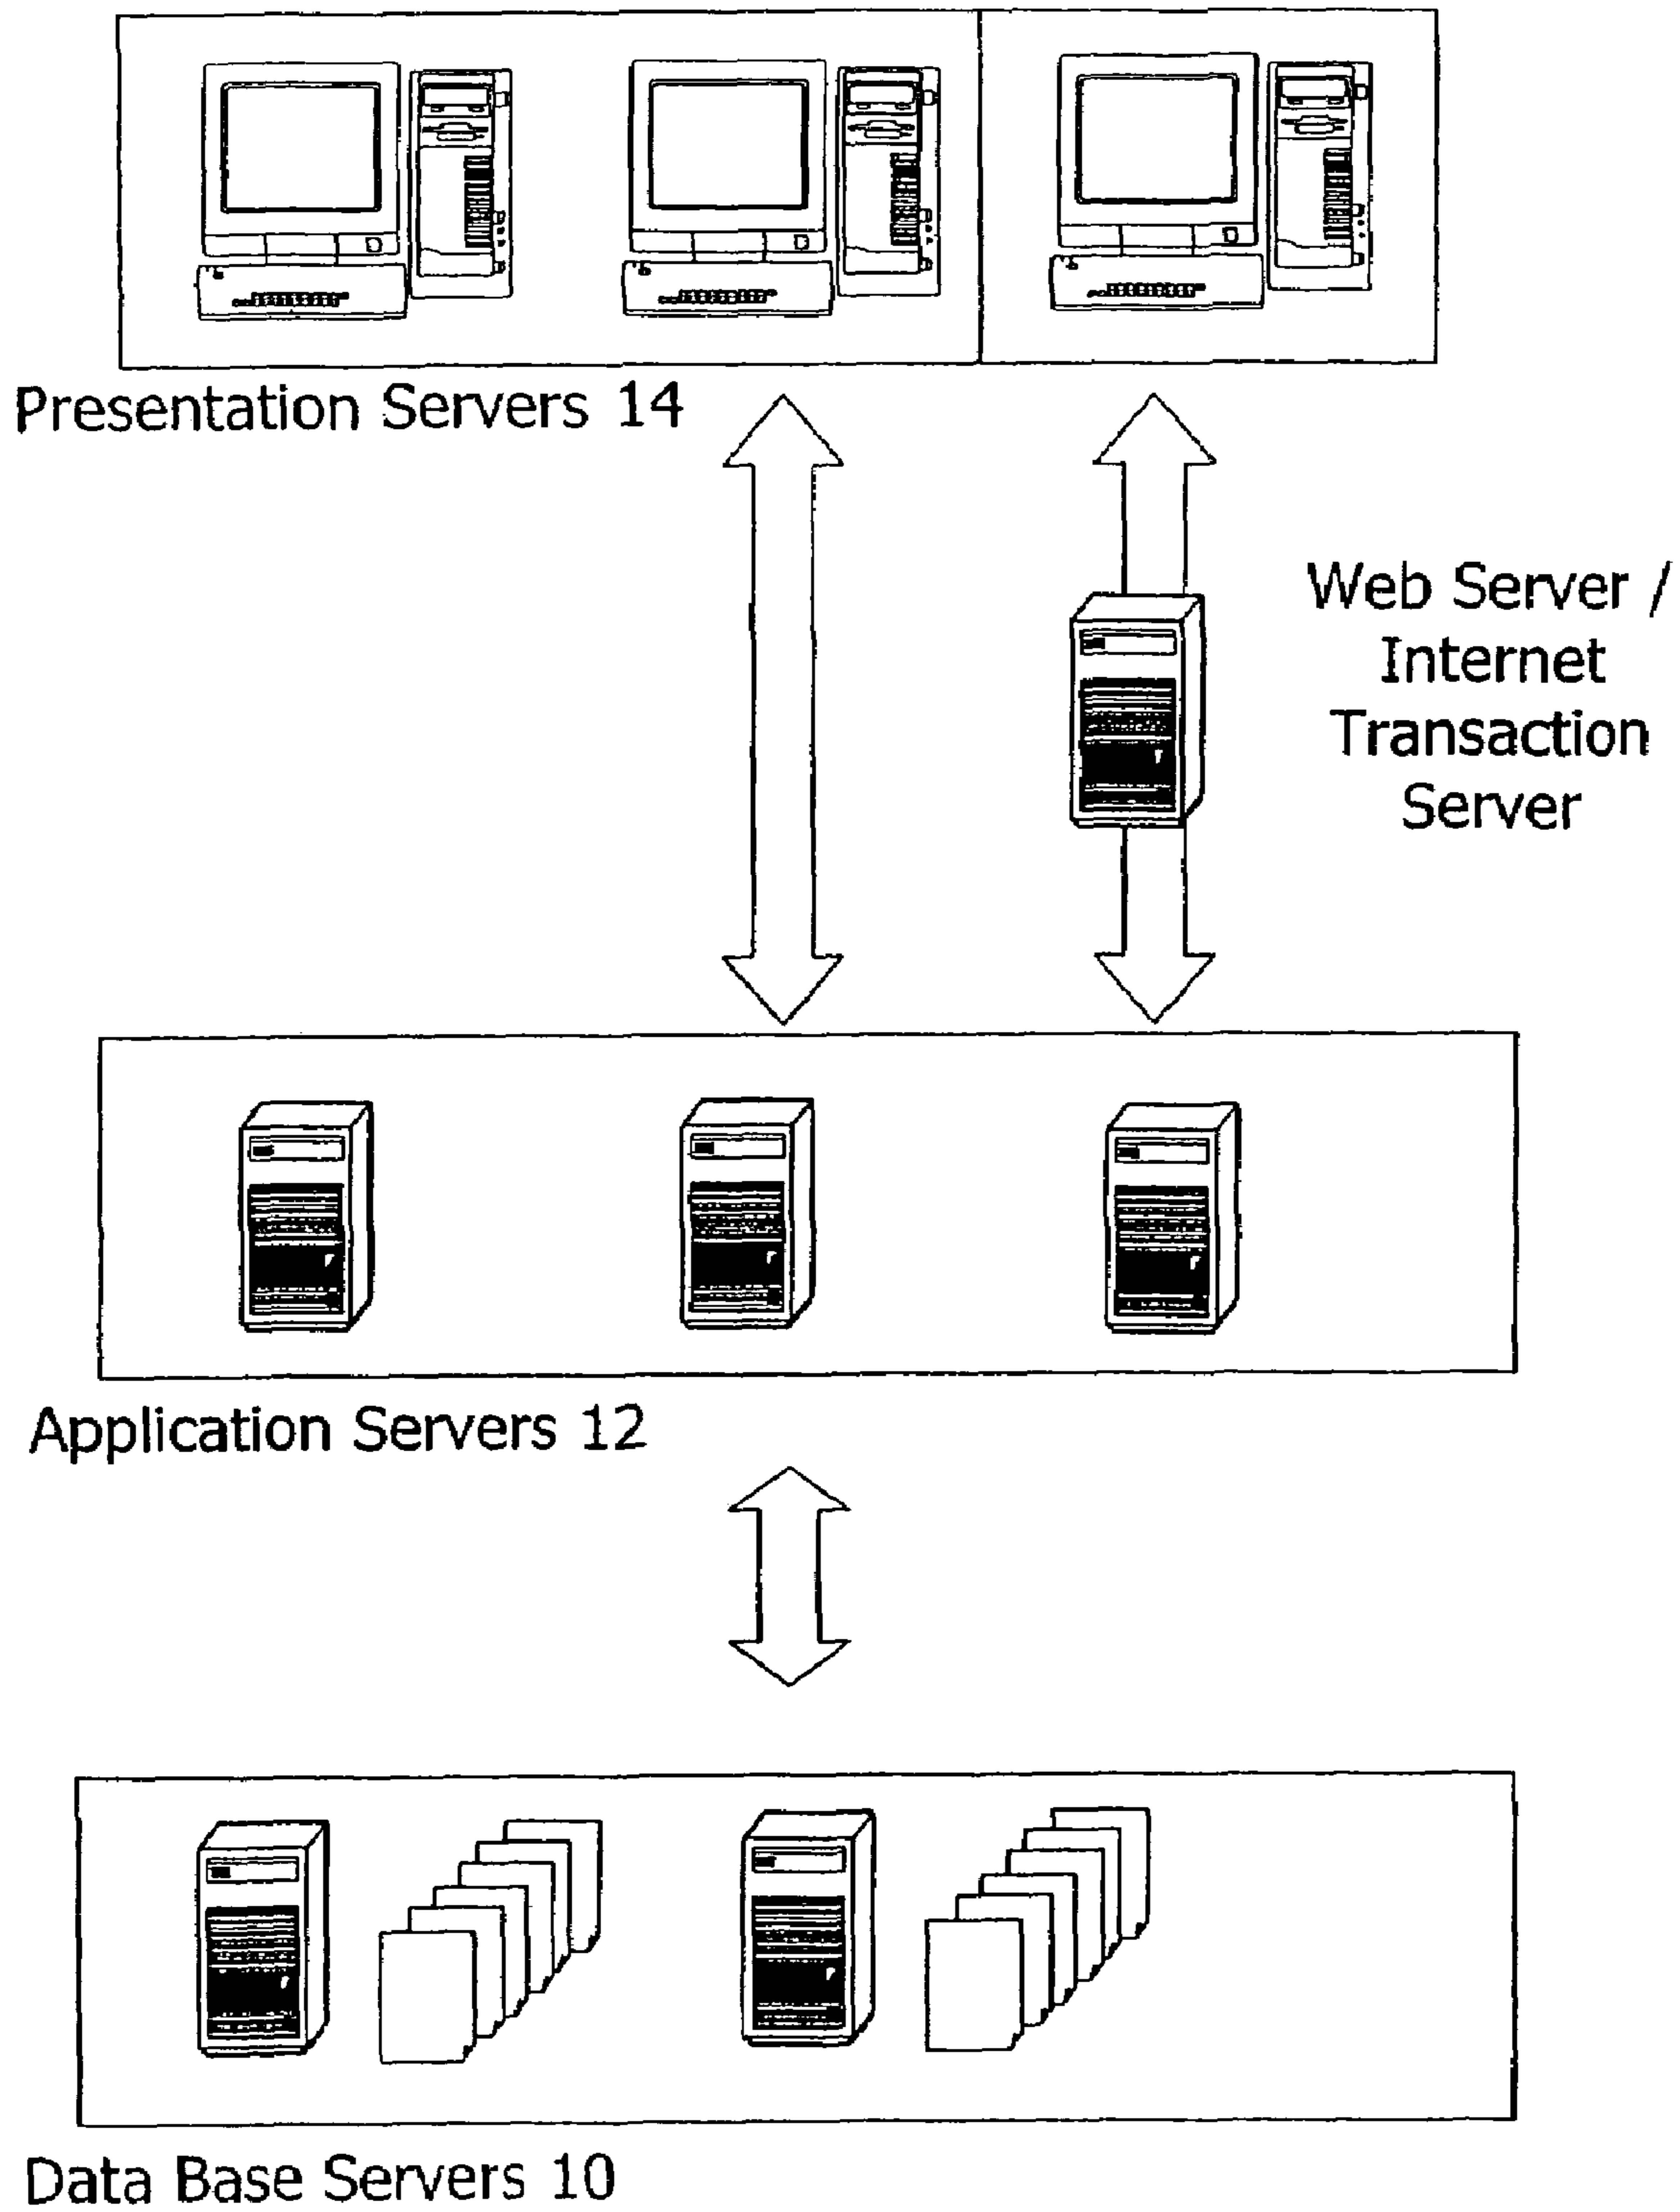 Presentation Servers 14
Web Server /
Internet
Transaction
Server
Application Servers 12
Data Base Servers 10